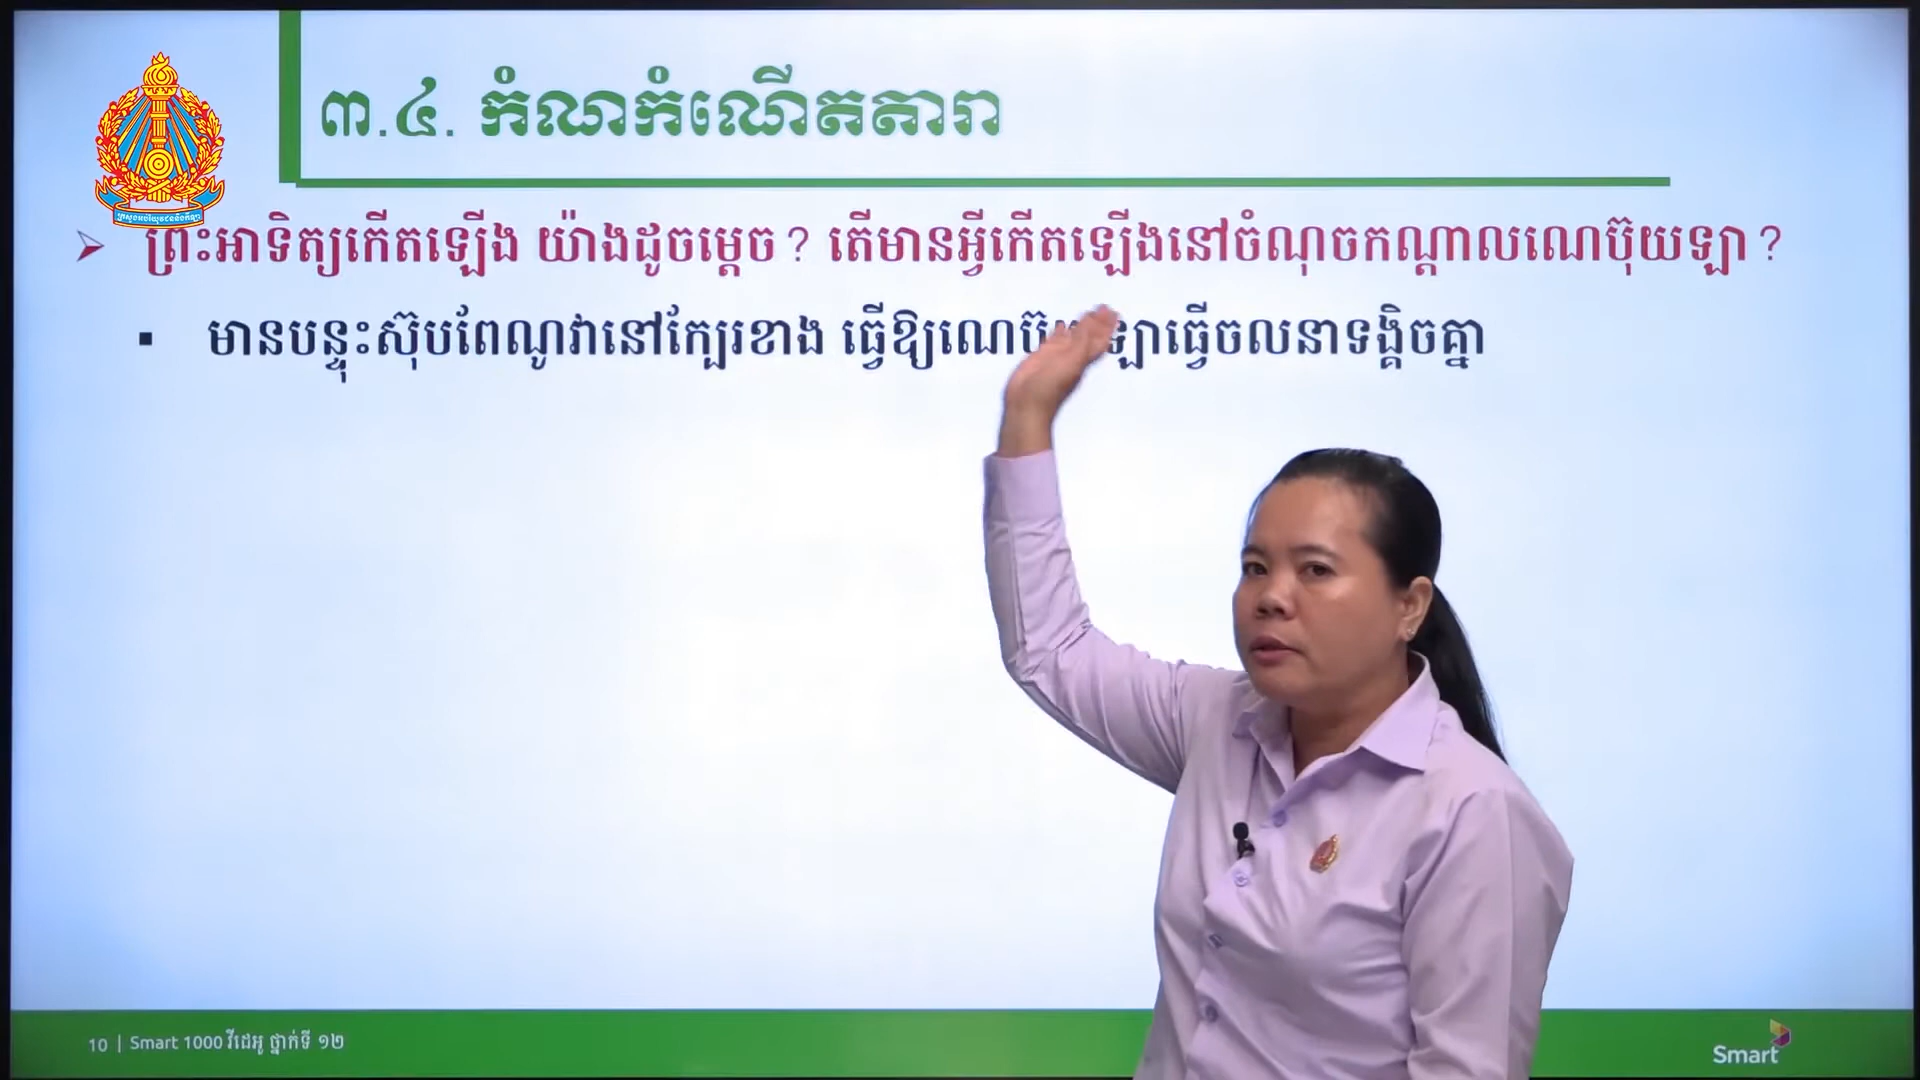 ៣.៤. កំណកំណើតតារា
ព្រះអាទិត្យកើតឡើង យ៉ាងដូចម្ដេច? តើមានអ្វីកើតឡើងនៅចំណុចកណ្ដាលណេប៊ុយឡា?
មានបន្ទុះស៊ុបពែណូវានៅក្បែរខាង ធ្វើឱ្យណេប៊ុយឡាធ្វើចលនាទង្គិចគ្នា
10 | Smart 1000 វីដេអូ ថ្នាក់ទី ១២
Smart